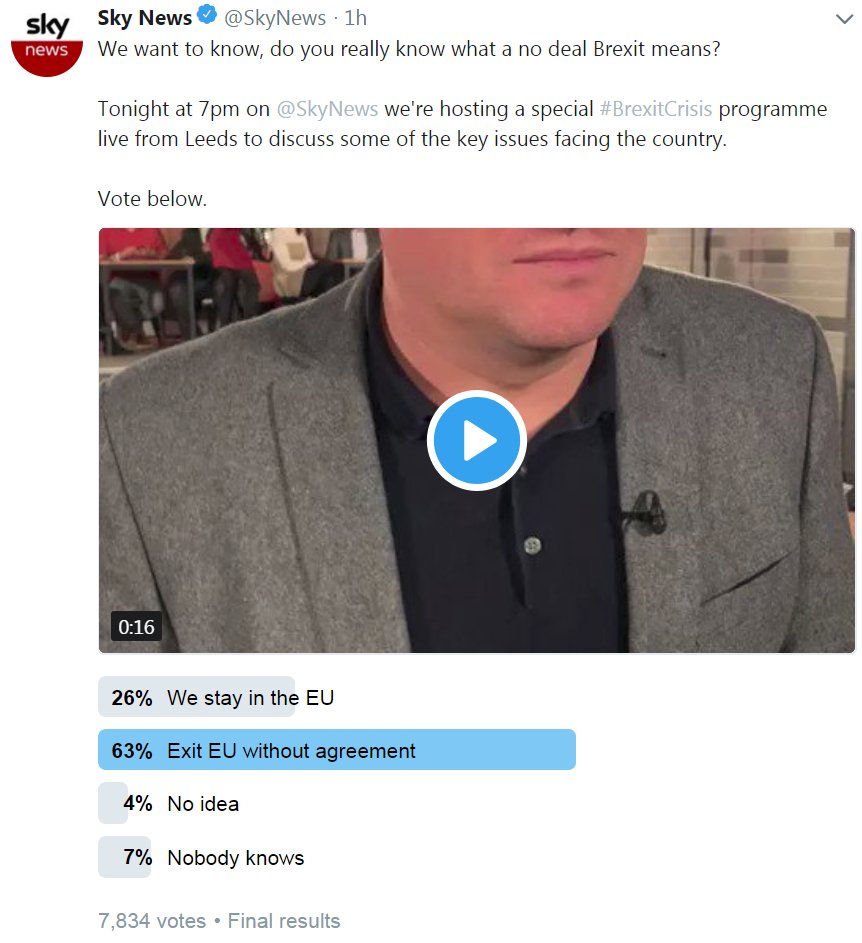 sky
news
Sky News @SkyNews · 1h
We want to know, do you really know what a no deal Brexit means?
Tonight at 7pm on @SkyNews we're hosting a special #BrexitCrisis programme
live from Leeds to discuss some of the key issues facing the country.
Vote below.
0:16
26% We stay in the EU
63% Exit EU without agreement
4% No idea
7% Nobody knows
7,834 votes • Final results